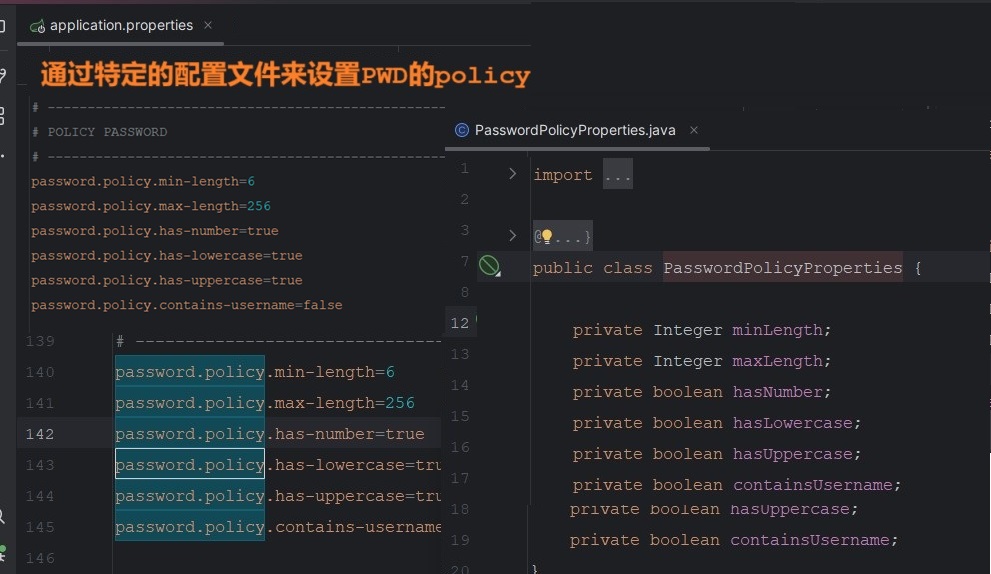 application.properties ×
通过特定的配置文件来设置PWD的policy
# --------------------------------------------------
# POLICY PASSWORD
# --------------------------------------------------
password.policy.min-length=6
password.policy.max-length=256
password.policy.has-number=true
password.policy.has-lowercase=true
password.policy.has-uppercase=true
password.policy.contains-username=false
139 # -------------------------------
140 password.policy.min-length=6
141 password.policy.max-length=256
142 password.policy.has-number=true
143 password.policy.has-lowercase=tru
144 password.policy.has-uppercase=tru
145 password.policy.contains-username
146
PasswordPolicyProperties.java ×
1 import ...
2
3 @...}
7 public class PasswordPolicyProperties {
8
12 private Integer minLength;
13 private Integer maxLength;
14 private boolean hasNumber;
15 private boolean hasLowercase;
16 private boolean hasUppercase;
17 private boolean containsUsername;
18 private boolean hasUppercase;
19 private boolean containsUsername;
20 }